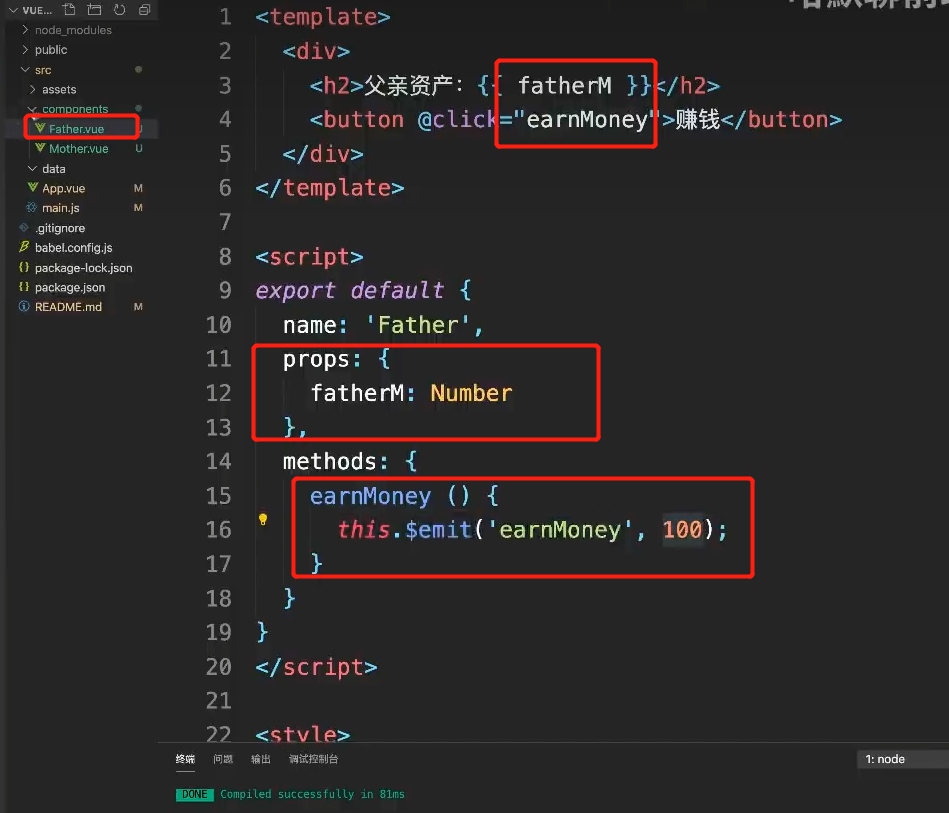 VUE...
node_modules
public
src
assets
components
Father.vue
U
Mother.vue
U
data
App.vue
M
main.js
M
.gitignore
babel.config.js
package-lock.json
package.json
README.md
M
1 <template>
2 <div>
3 <h2>父亲资产: {{ fatherM }}</h2>
4 <button @click="earnMoney">赚钱</button>
5 </div>
6 </template>
7
8 <script>
9 export default {
10 name: 'Father',
11 props: {
12 fatherM: Number
13 },
14 methods: {
15 earnMoney () {
16 this.$emit('earnMoney', 100);
17 }
18 }
19 }
20 </script>
21
22 <style>
终端 问题 输出 调试控制台
1: node
DONE Compiled successfully in 81ms